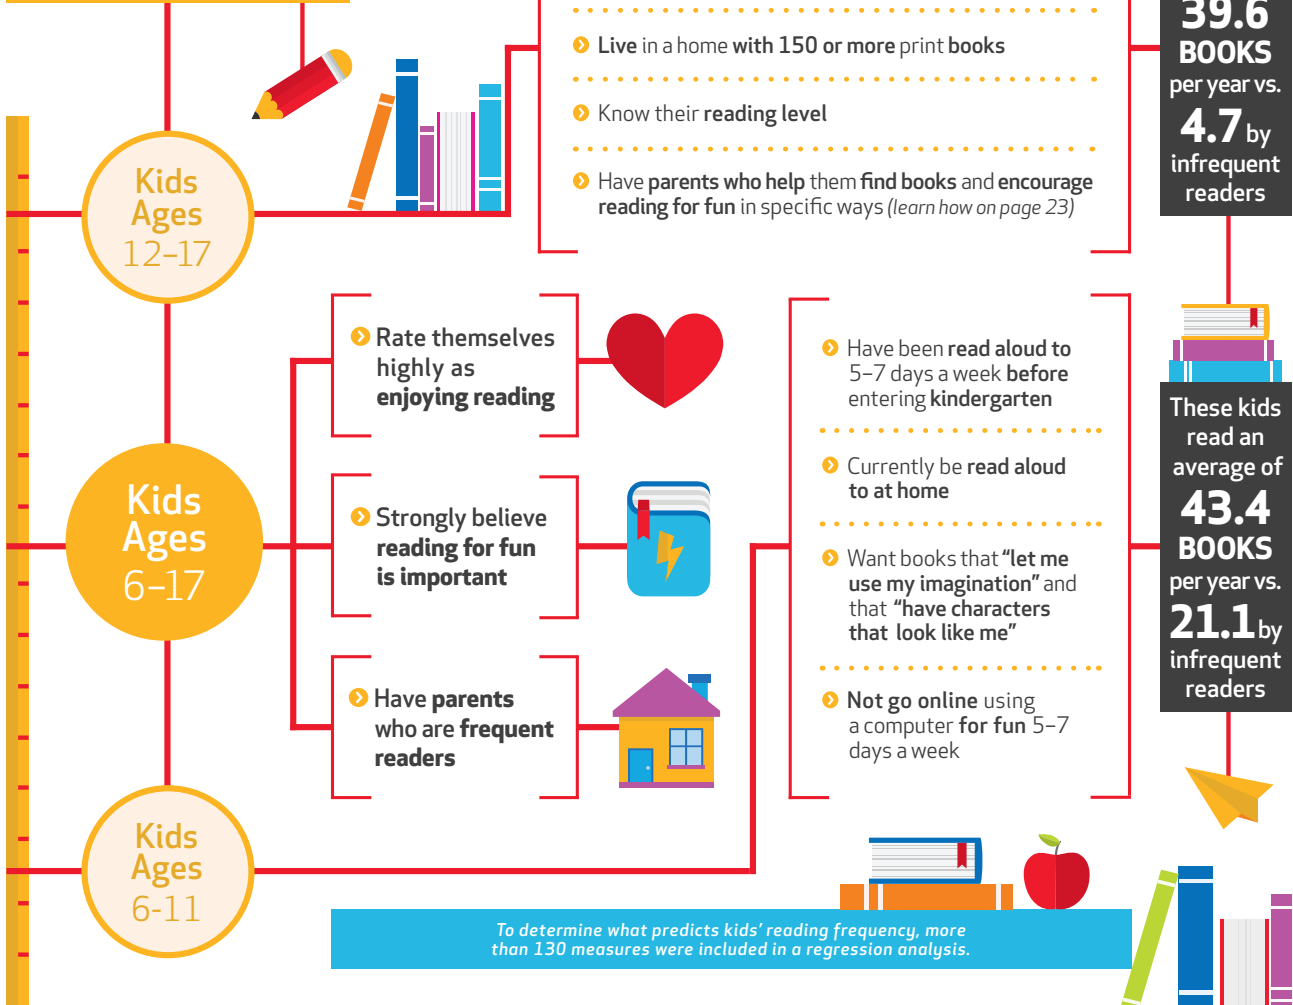 Live in a home with 150 or more print books
Know their reading level
Have parents who help them find books and encourage
reading for fun in specific ways (learn how on page 23)
39.6
BOOKS
per year vs.
4.7 by
infrequent
readers
Kids
Ages
12–17
Kids
Ages
6–17
Rate themselves
highly as
enjoying reading
Strongly believe
reading for fun
is important
Have parents
who are frequent
readers
Kids
Ages
6-11
Have been read aloud to
5–7 days a week before
entering kindergarten
Currently be read aloud
to at home
Want books that “let me
use my imagination” and
that “have characters
that look like me”
Not go online using
a computer for fun 5–7
days a week
These kids
read an
average of
43.4
BOOKS
per year vs.
21.1 by
infrequent
readers
To determine what predicts kids’ reading frequency, more
than 130 measures were included in a regression analysis.